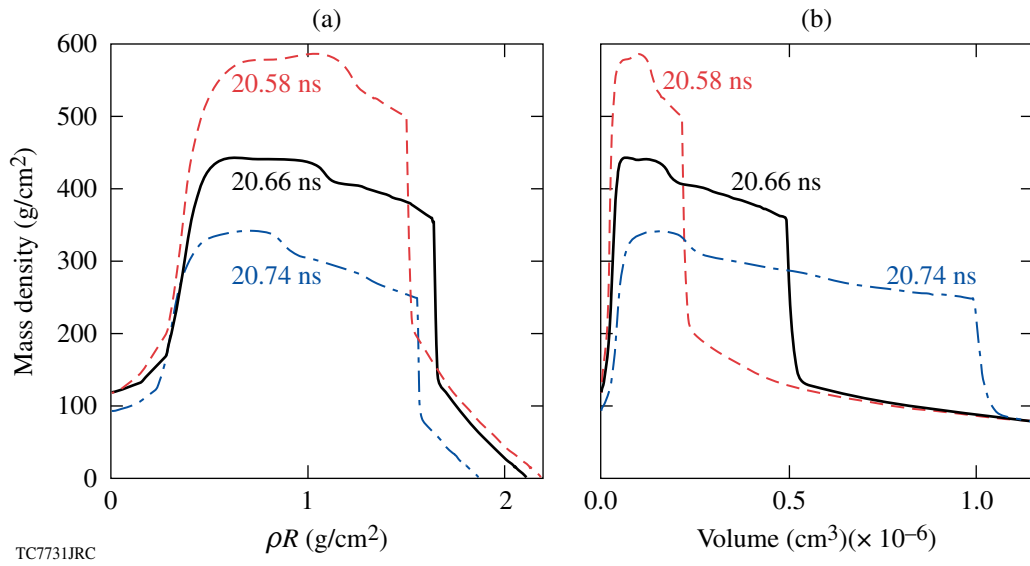 (a)
(b)
Mass density (g/cm²)
600
500
400
300
200
100
0
20.58 ns
20.66 ns
20.74 ns
20.58 ns
20.66 ns
20.74 ns
0 1 2
0.0 0.5 1.0
ρR (g/cm²)
Volume (cm³)(× 10⁻⁶)
TC7731JRC